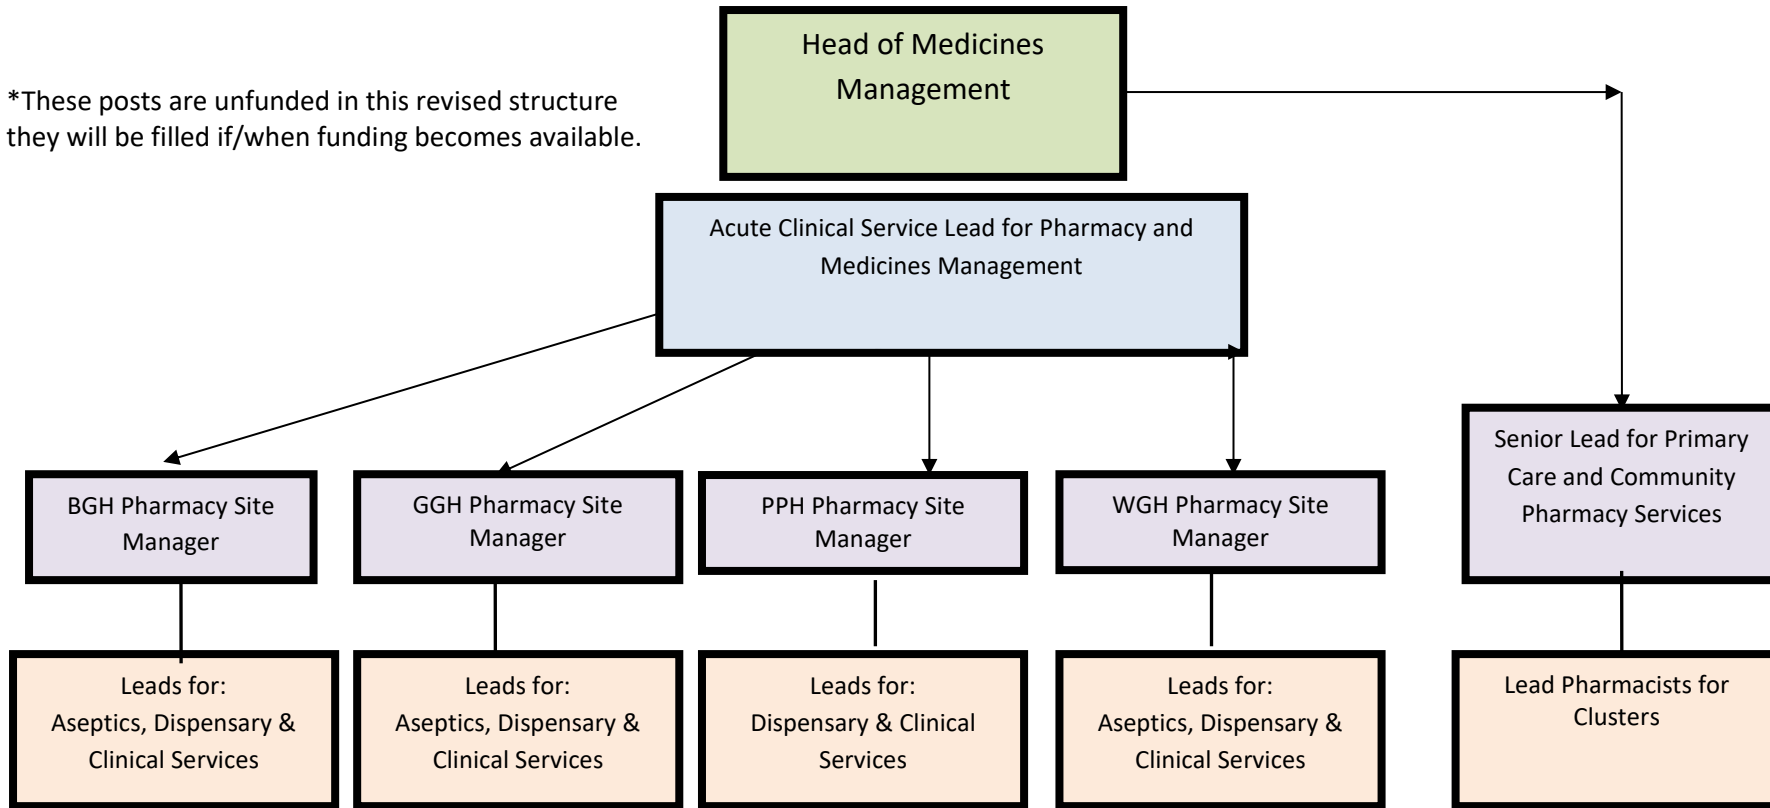 Head of Medicines
Management
*These posts are unfunded in this revised structure
they will be filled if/when funding becomes available.
Acute Clinical Service Lead for Pharmacy and
Medicines Management
BGH Pharmacy Site
Manager
GGH Pharmacy Site
Manager
PPH Pharmacy Site
Manager
WGH Pharmacy Site
Manager
Senior Lead for Primary
Care and Community
Pharmacy Services
Leads for:
Aseptics, Dispensary &
Clinical Services
Leads for:
Aseptics, Dispensary &
Clinical Services
Leads for:
Dispensary & Clinical
Services
Leads for:
Aseptics, Dispensary &
Clinical Services
Lead Pharmacists for
Clusters